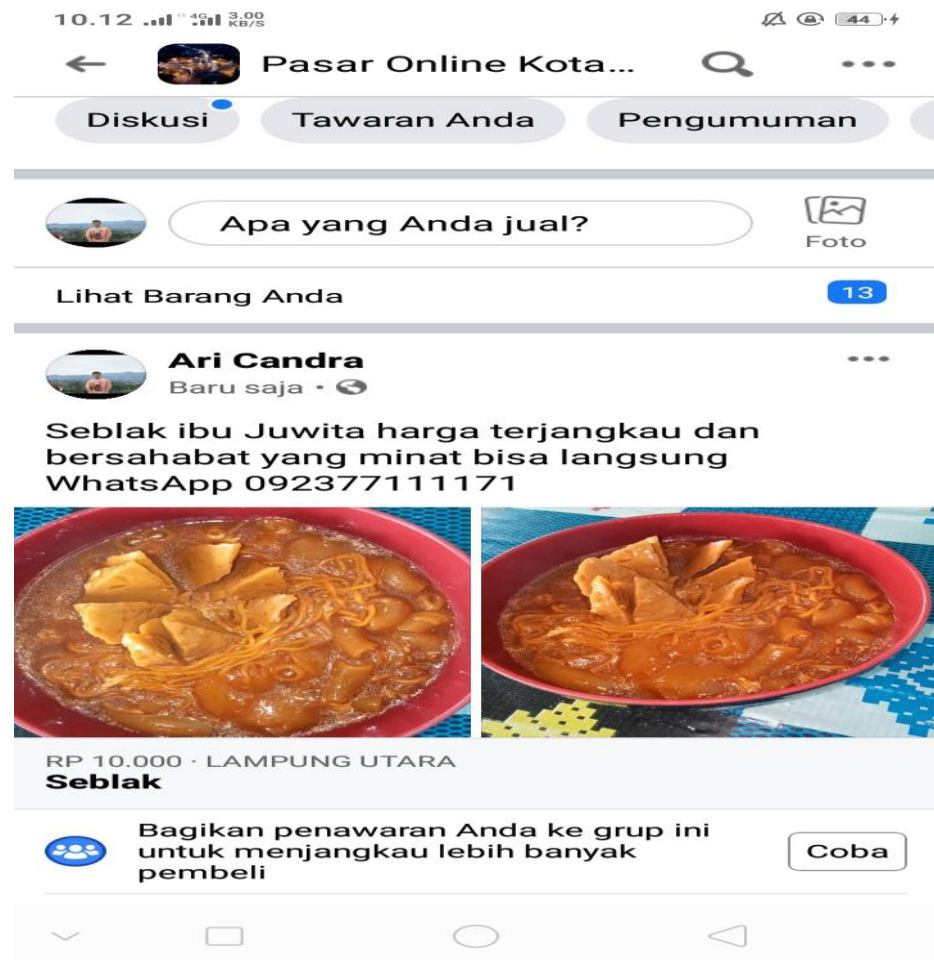 10.12 4G 3.00 KB/S 44
Pasar Online Kota...
Diskusi Tawaran Anda Pengumuman
Apa yang Anda jual?
Foto
Lihat Barang Anda 13
Ari Candra
Baru saja ·
Seblak ibu Juwita harga terjangkau dan
bersahabat yang minat bisa langsung
WhatsApp 092377111171
RP 10.000 · LAMPUNG UTARA
Seblak
Bagikan penawaran Anda ke grup ini
untuk menjangkau lebih banyak
pembeli
Coba